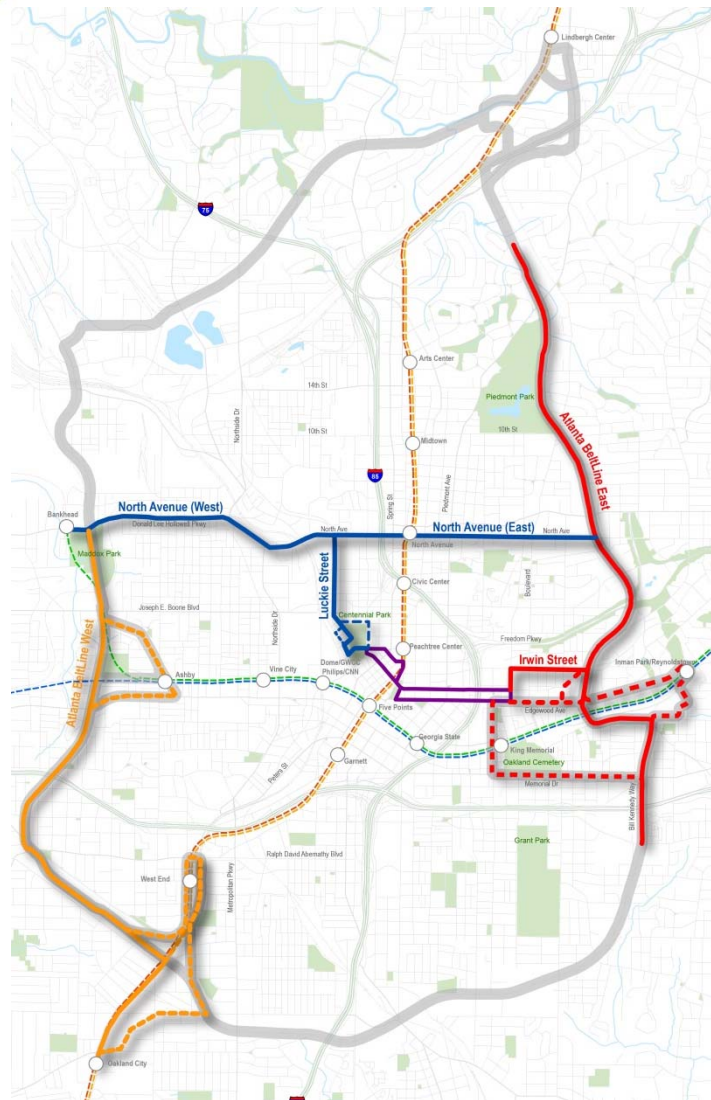 Lindbergh Center
75
Arts Center
14th St
Piedmont Park
Northside Dr
10th St
10th St
Midtown
Atlanta BeltLine East
85
Spring St
Piedmont Ave
North Avenue (West)
Bankhead
Donald Lee Hollowell Pkwy
North Ave
North Avenue (East)
North Ave
North Avenue
Maddox Park
Luckie Street
Civic Center
Boulevard
Joseph E. Boone Blvd
Northside Dr
Centennial Park
Freedom Pkwy
Peachtree Center
Atlanta BeltLine West
Irwin Street
Inman Park/Reynoldstown
Ashby
Vine City
Dome/GWCC
Philips/CNN
Edgewood Ave
Five Points
Georgia State
King Memorial
Oakland Cemetery
Garnett
Peters St
Memorial Dr
Bill Kennedy Way
Grant Park
Ralph David Abernathy Blvd
West End
Metropolitan Pkwy
Oakland City